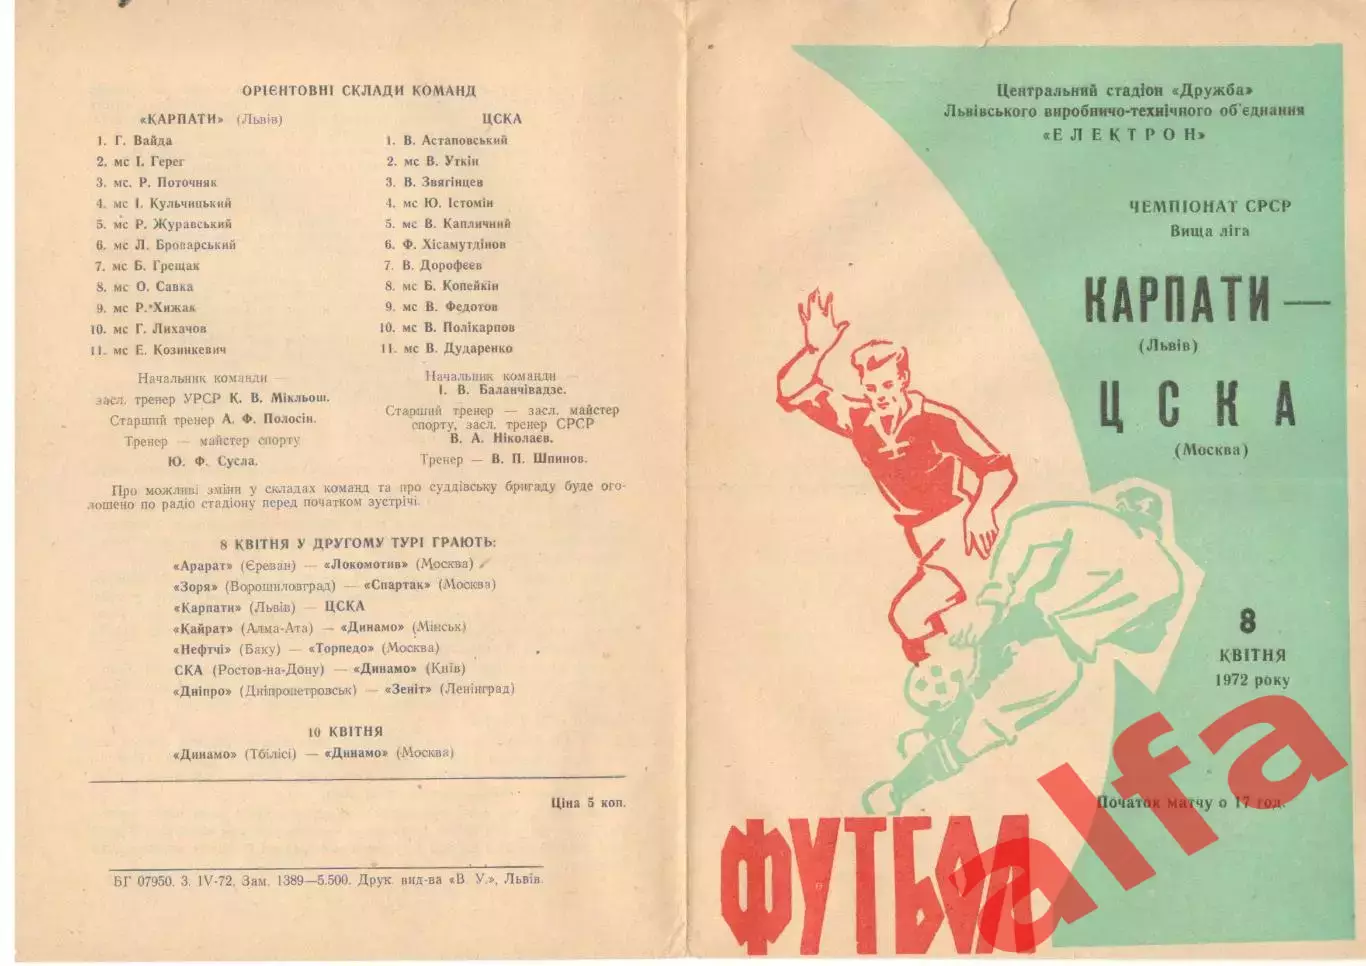 ОРІЄНТОВНІ СКЛАДИ КОМАНД
«КАРПАТИ» (Львів)
1. Г. Вайда
2. мс І. Герег
3. мс. Р. Поточняк
4. мс І. Кульчицький
5. мс Р. Журавський
6. мс Л. Броварський
7. мс Б. Грещак
8. мс О. Савка
9. мс Р. Хижак
10. мс Г. Лихачов
11. мс Е. Козинкевич
Начальник команди —
засл. тренер УРСР К. В. Мікльош.
Старший тренер А. Ф. Полосін.
Тренер — майстер спорту
Ю. Ф. Сусла.
ЦСКА
1. В. Астаповський
2. мс В. Уткін
3. В. Звягінцев
4. мс Ю. Істомін
5. мс В. Капличний
6. Ф. Хісамутдінов
7. В. Дорофєєв
8. мс Б. Копейкін
9. мс В. Федотов
10. мс В. Полікарпов
11. мс В. Дударенко
Начальник команди —
І. В. Баланчівадзе.
Старший тренер — засл. майстер
спорту, засл. тренер СРСР
В. А. Ніколаєв.
Тренер — В. П. Шпинов.
Про можливі зміни у складах команд та про суддівську бригаду буде ого-
лошено по радіо стадіону перед початком зустрічі.
8 КВІТНЯ У ДРУГОМУ ТУРІ ГРАЮТЬ:
«Арарат» (Єреван) — «Локомотив» (Москва)
«Зоря» (Ворошиловград) — «Спартак» (Москва)
«Карпати» (Львів) — ЦСКА
«Кайрат» (Алма-Ата) — «Динамо» (Мінськ)
«Нефтчі» (Баку) — «Торпедо» (Москва)
СКА (Ростов-на-Дону) — «Динамо» (Київ)
«Дніпро» (Дніпропетровськ) — «Зеніт» (Ленінград)
10 КВІТНЯ
«Динамо» (Тбілісі) — «Динамо» (Москва)
Ціна 5 коп.
БГ 07950. 3. IV-72. Зам. 1389—5.500. Друк. вид-ва «В. У.», Львів.
Центральний стадіон «Дружба»
Львівського виробничо-технічного об'єднання
«ЕЛЕКТРОН»
ЧЕМПІОНАТ СРСР
Вища ліга
КАРПАТИ —
(Львів)
ЦСКА
(Москва)
8
КВІТНЯ
1972 року
Початок матчу о 17 год.
ФУТБОЛ
alfa